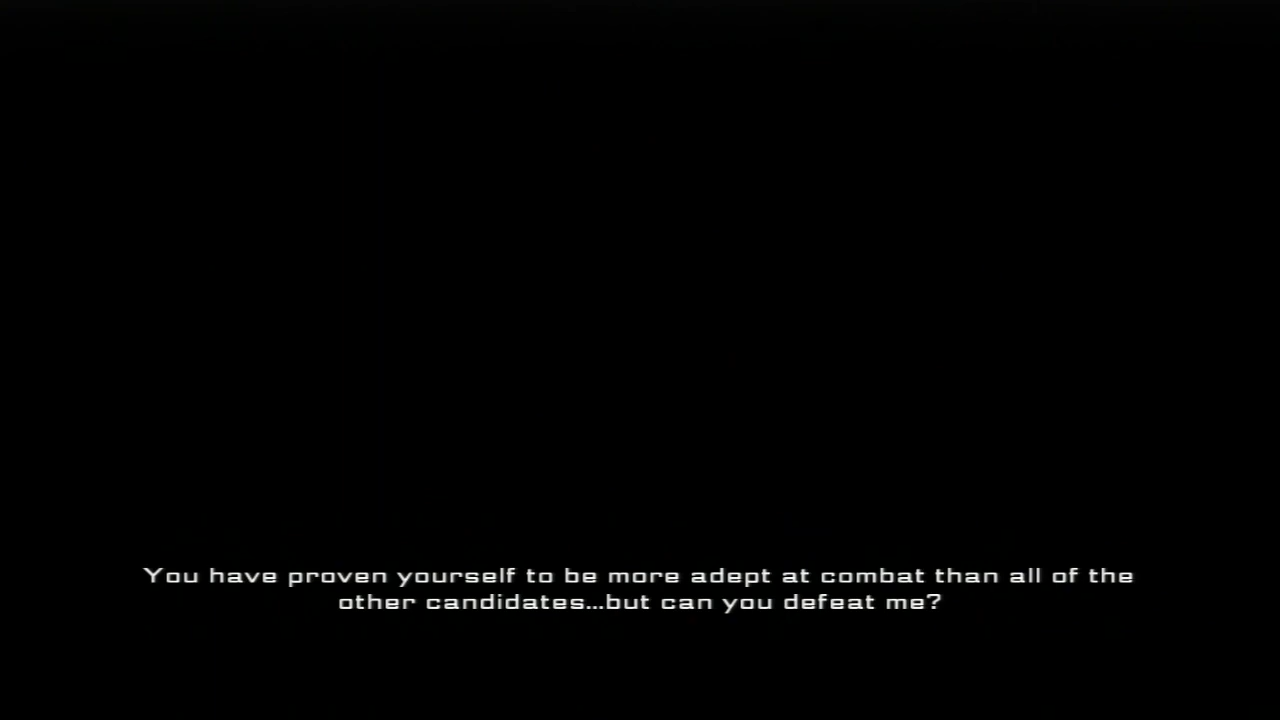 You have proven yourself to be more adept at combat than all of the
other candidates...but can you defeat me?